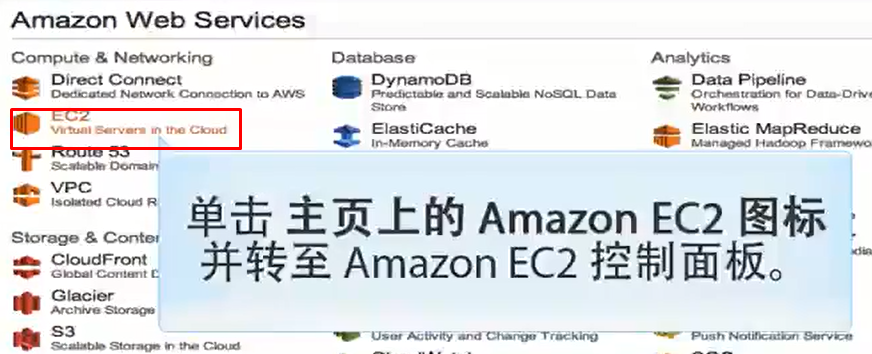 Amazon Web Services
Compute & Networking
Direct Connect
Dedicated Network Connection to AWS
EC2
Virtual Servers in the Cloud
Route 53
Scalable Domain
VPC
Isolated Cloud R
Storage & Conte
CloudFront
Global Content D
Glacier
Archive Storage
S3
Scalable Storage in the Cloud
Database
DynamoDB
Predictable and Scalable NoSQL Data
Store
ElastiCache
In-Memory Cache
Analytics
Data Pipeline
Orchestration for Data-Drive
Workflows
Elastic MapReduce
Managed Hadoop Framewor
单击 主页上的 Amazon EC2 图标
并转至 Amazon EC2 控制面板。
User Activity and Change Tracking
Push Notification Service